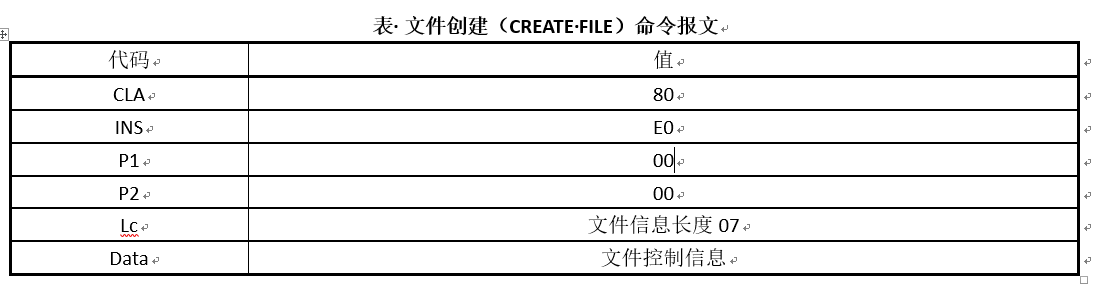 表· 文件创建（CREATE·FILE）命令报文
代码 值
CLA 80
INS E0
P1 00
P2 00
Lc 文件信息长度 07
Data 文件控制信息